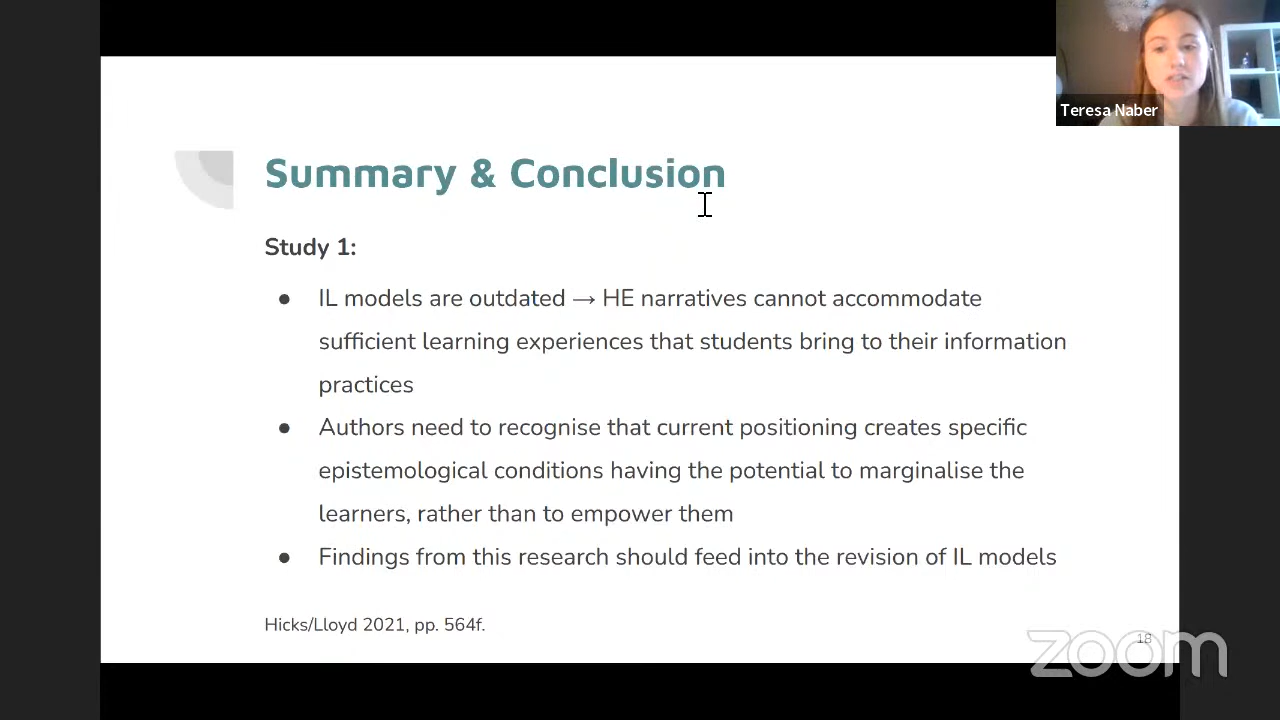 Teresa Naber
Summary & Conclusion
Study 1:
● IL models are outdated → HE narratives cannot accommodate
sufficient learning experiences that students bring to their information
practices
● Authors need to recognise that current positioning creates specific
epistemological conditions having the potential to marginalise the
learners, rather than to empower them
● Findings from this research should feed into the revision of IL models
Hicks/Lloyd 2021, pp. 564f.
18
zoom